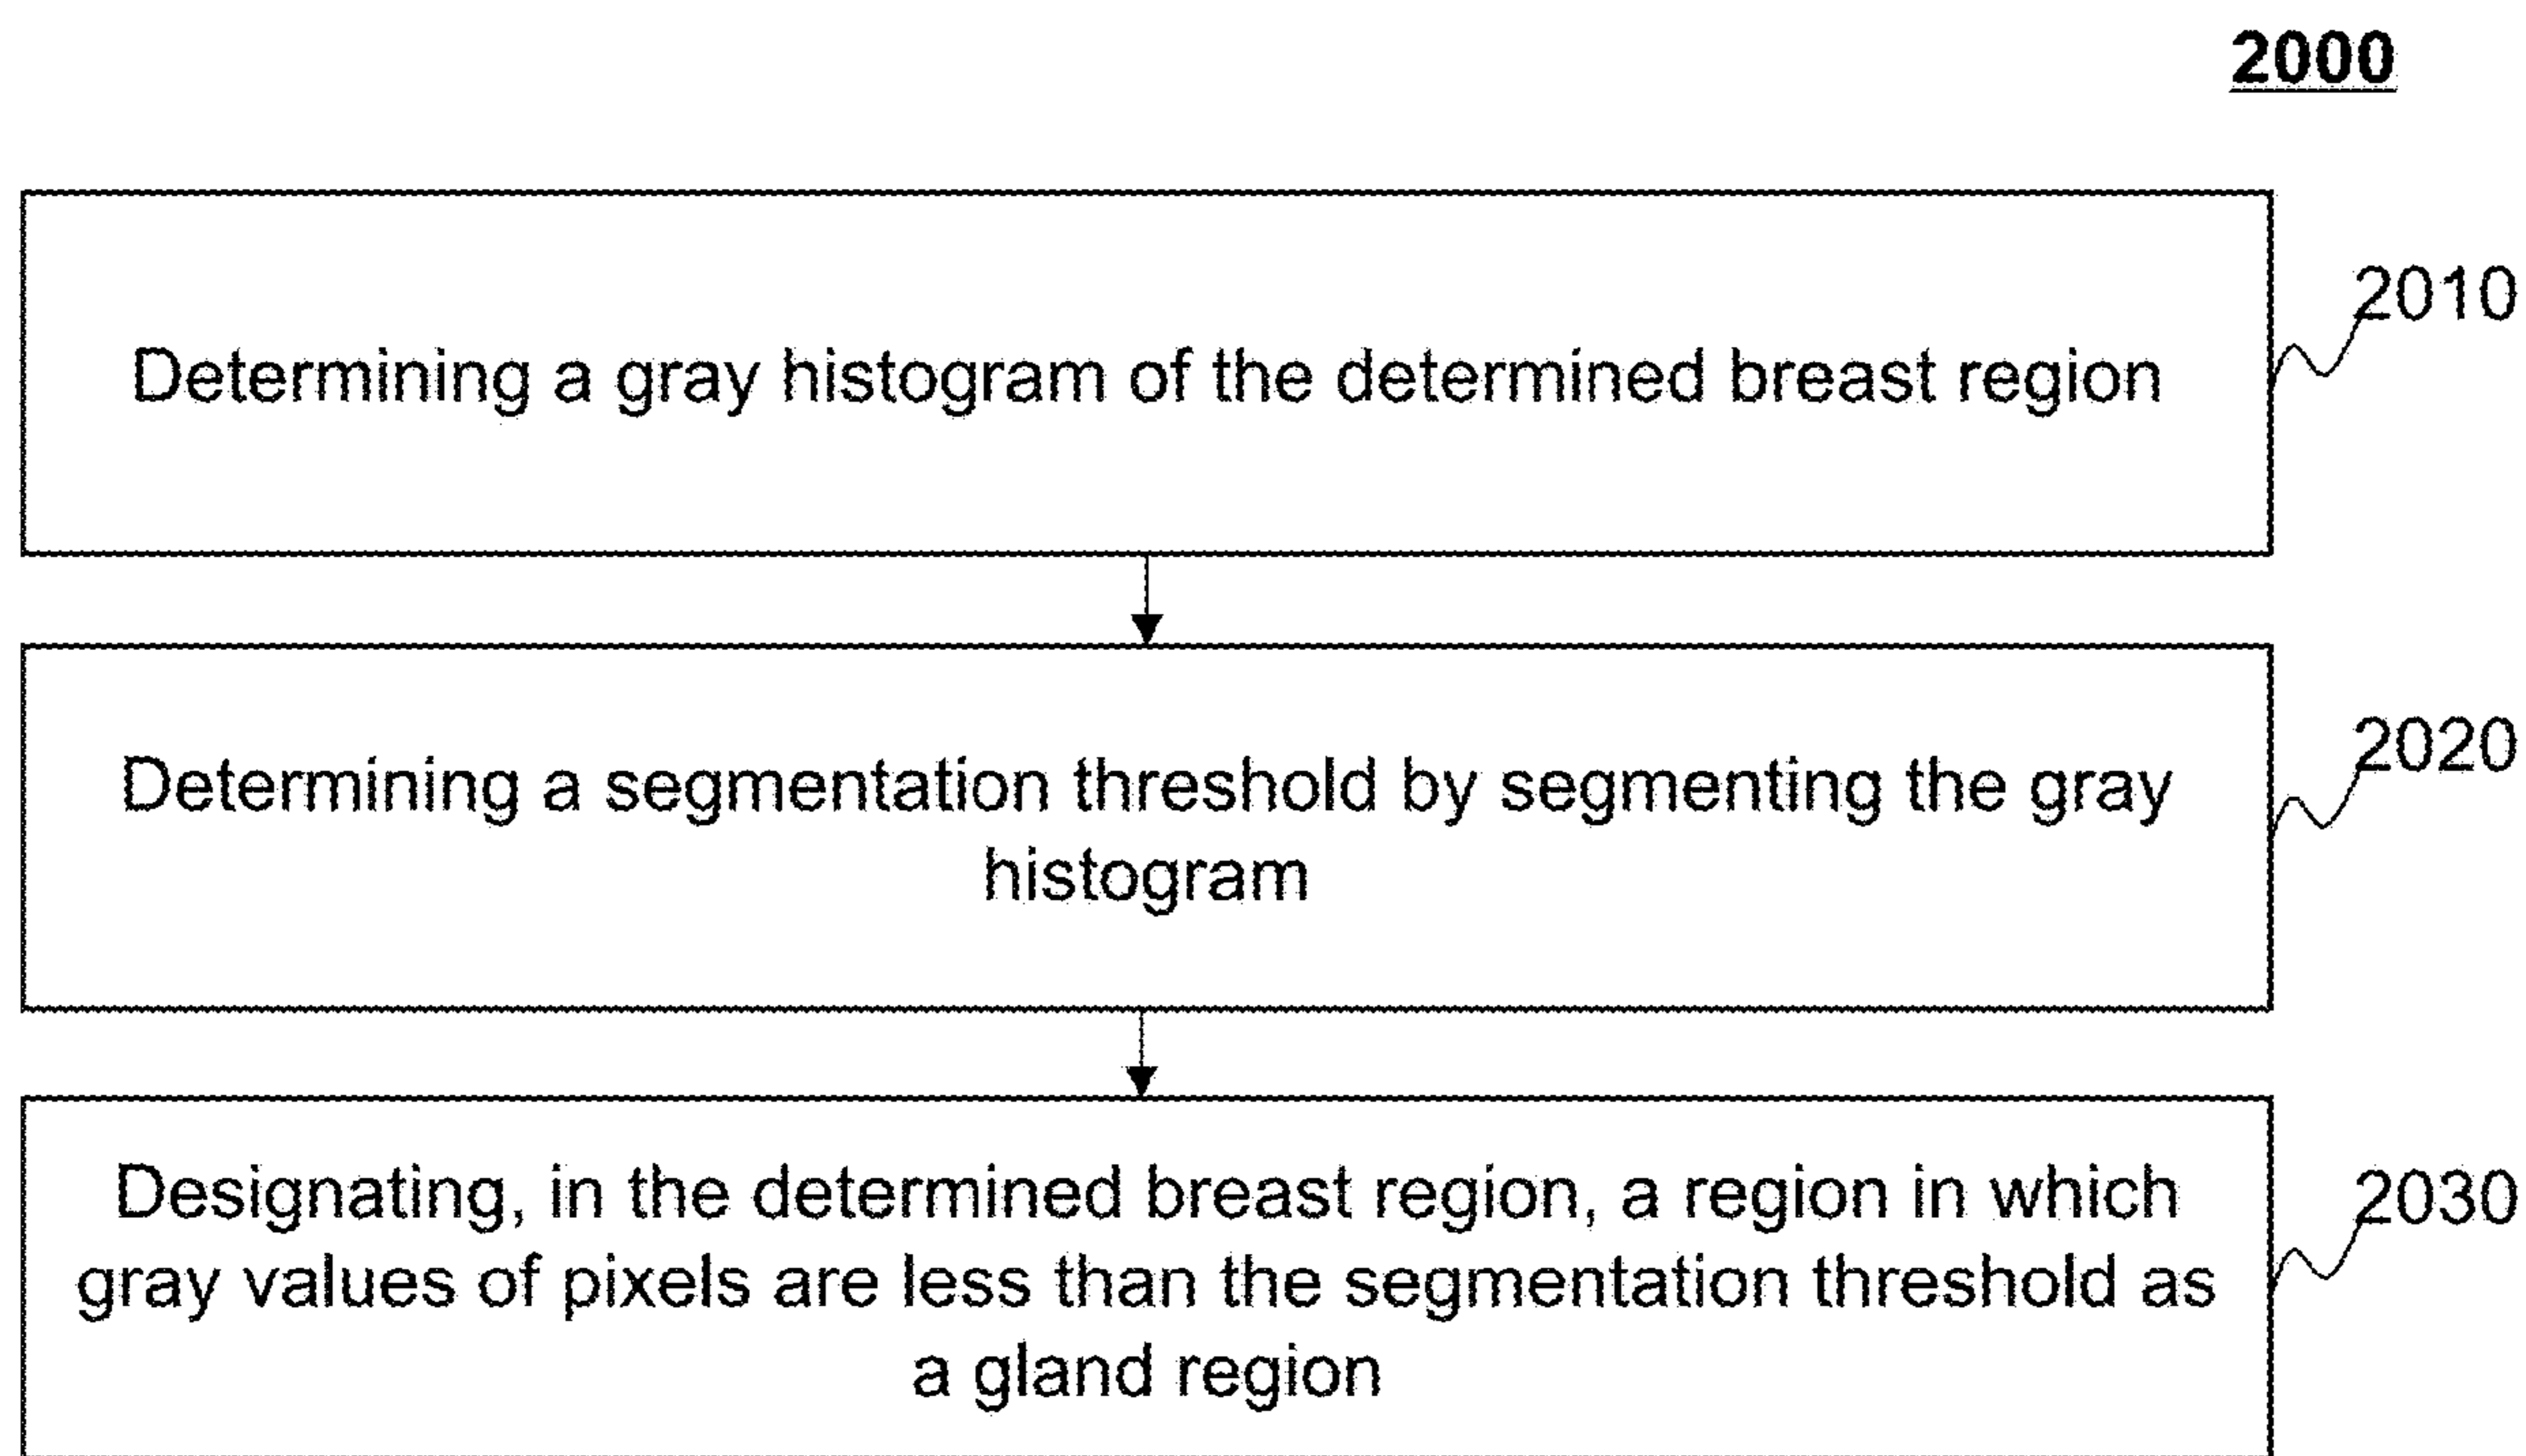 2000
Determining a gray histogram of the determined breast region
2010
Determining a segmentation threshold by segmenting the gray
histogram
2020
Designating, in the determined breast region, a region in which
gray values of pixels are less than the segmentation threshold as
a gland region
2030